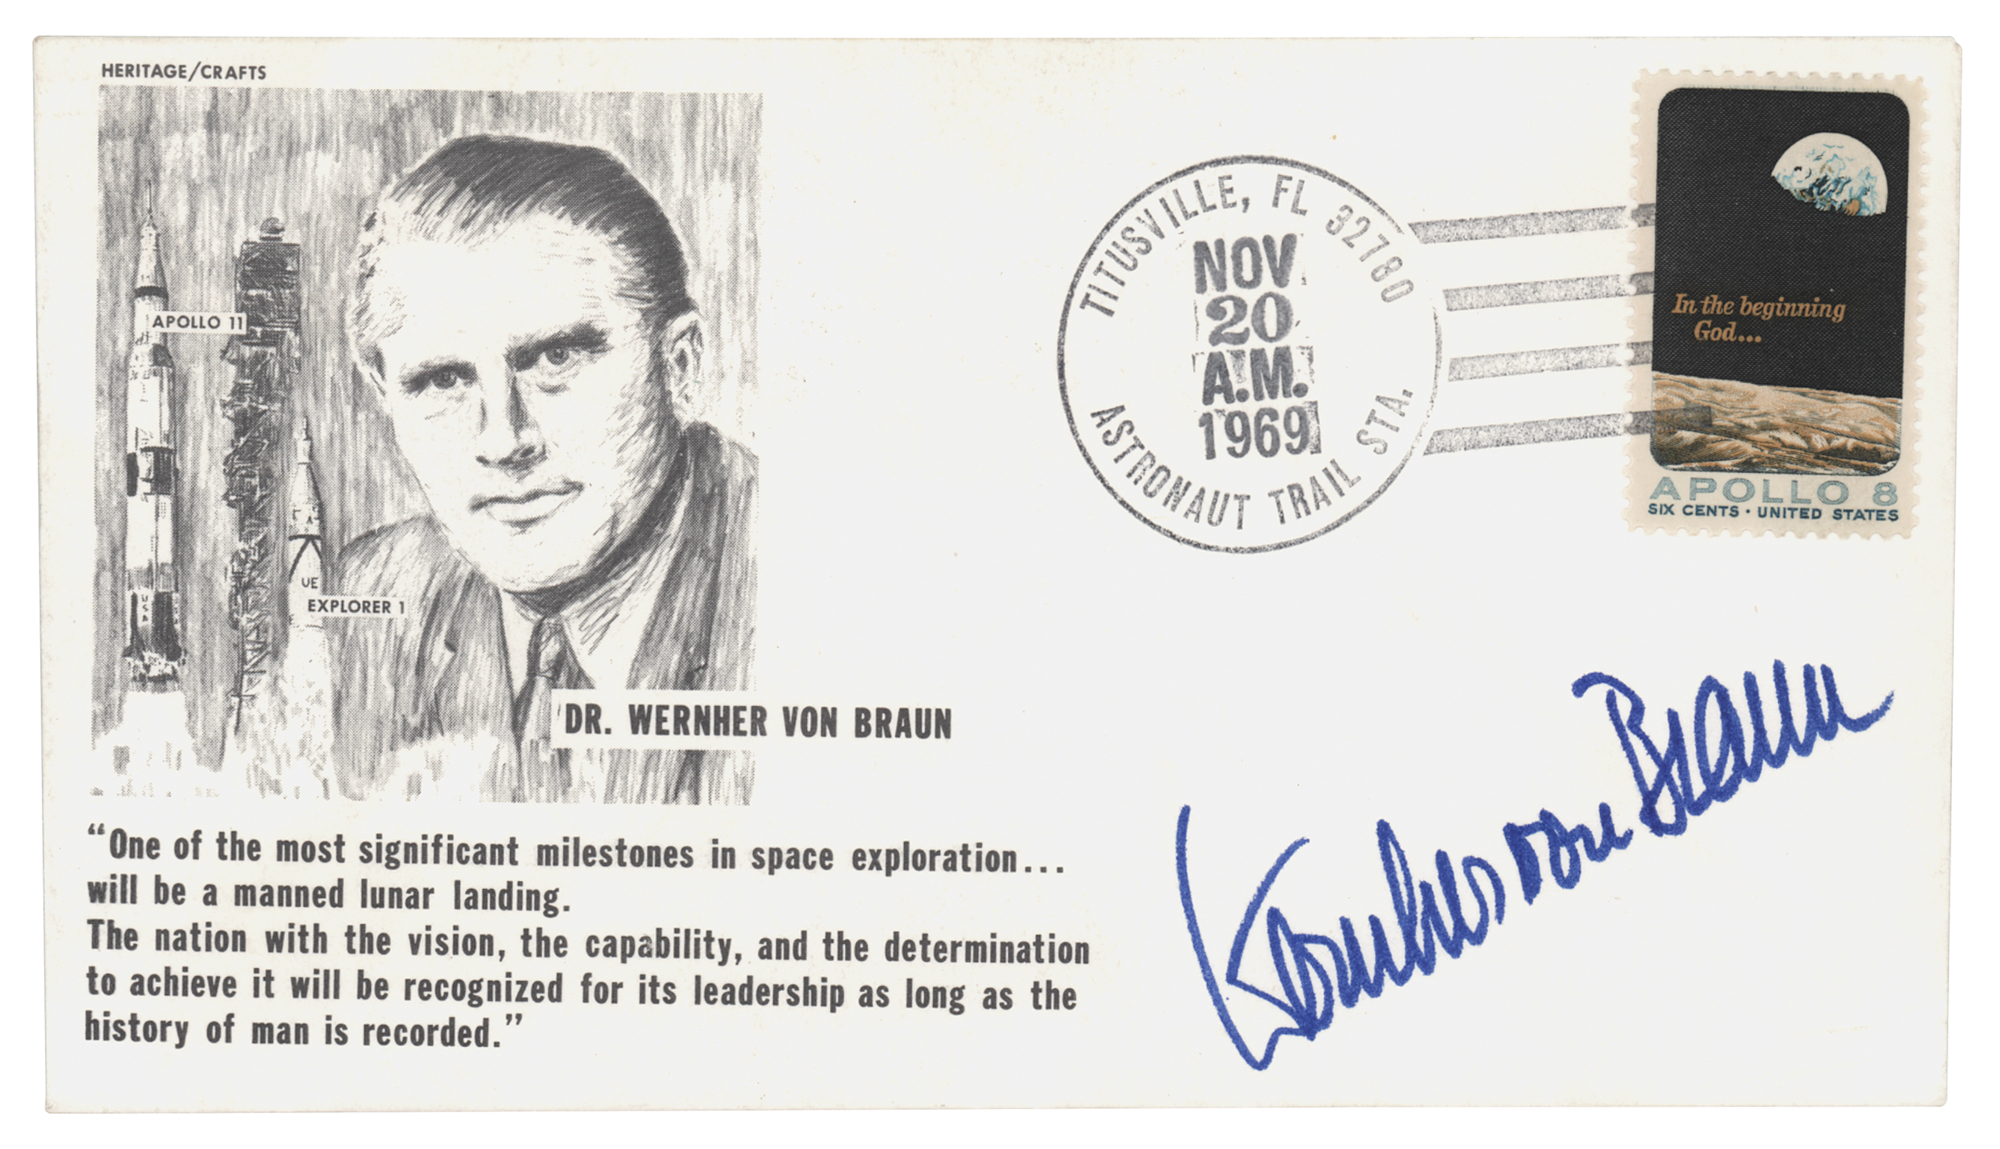 HERITAGE/CRAFTS
APOLLO 11
UE
EXPLORER 1
USA
DR. WERNHER VON BRAUN
“One of the most significant milestones in space exploration...
will be a manned lunar landing.
The nation with the vision, the capability, and the determination
to achieve it will be recognized for its leadership as long as the
history of man is recorded.”
TITUSVILLE, FL 32780
NOV
20
A.M.
1969
ASTRONAUT TRAIL STA.
In the beginning
God...
APOLLO 8
SIX CENTS · UNITED STATES
Wernher von Braun